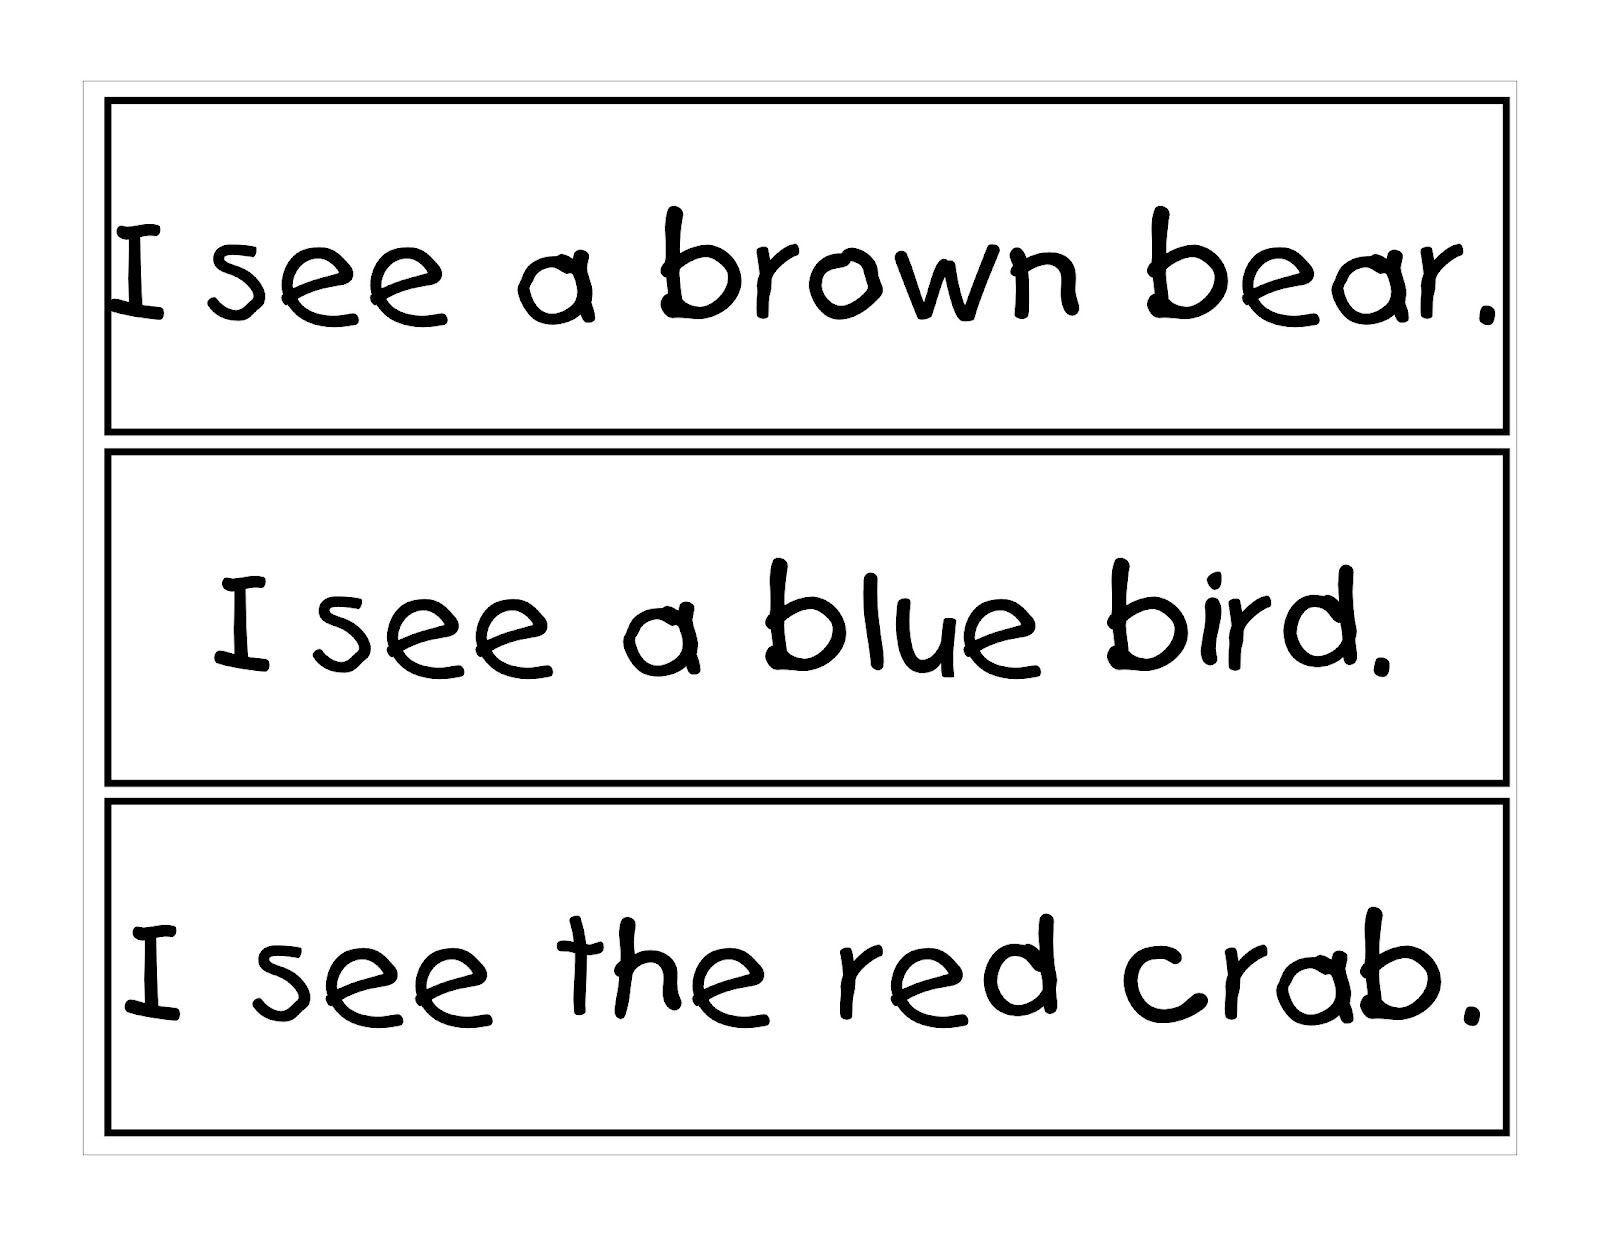 I see a brown bear.
I see a blue bird.
I see the red crab.